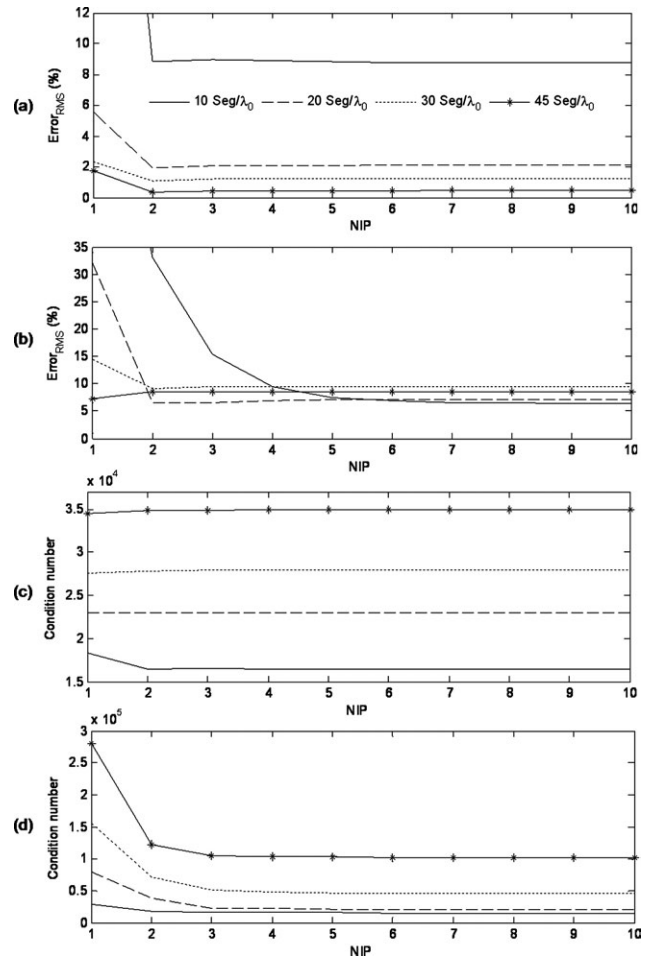 (a)
Error_RMS (%)
12
10
8
6
4
2
0
10 Seg/λ₀ 20 Seg/λ₀ 30 Seg/λ₀ 45 Seg/λ₀
1 2 3 4 5 6 7 8 9 10
NIP
(b)
Error_RMS (%)
35
30
25
20
15
10
5
0
1 2 3 4 5 6 7 8 9 10
NIP
(c)
Condition number
x 10⁴
3.5
3
2.5
2
1.5
1 2 3 4 5 6 7 8 9 10
NIP
(d)
Condition number
x 10⁵
3
2.5
2
1.5
1
0.5
0
1 2 3 4 5 6 7 8 9 10
NIP